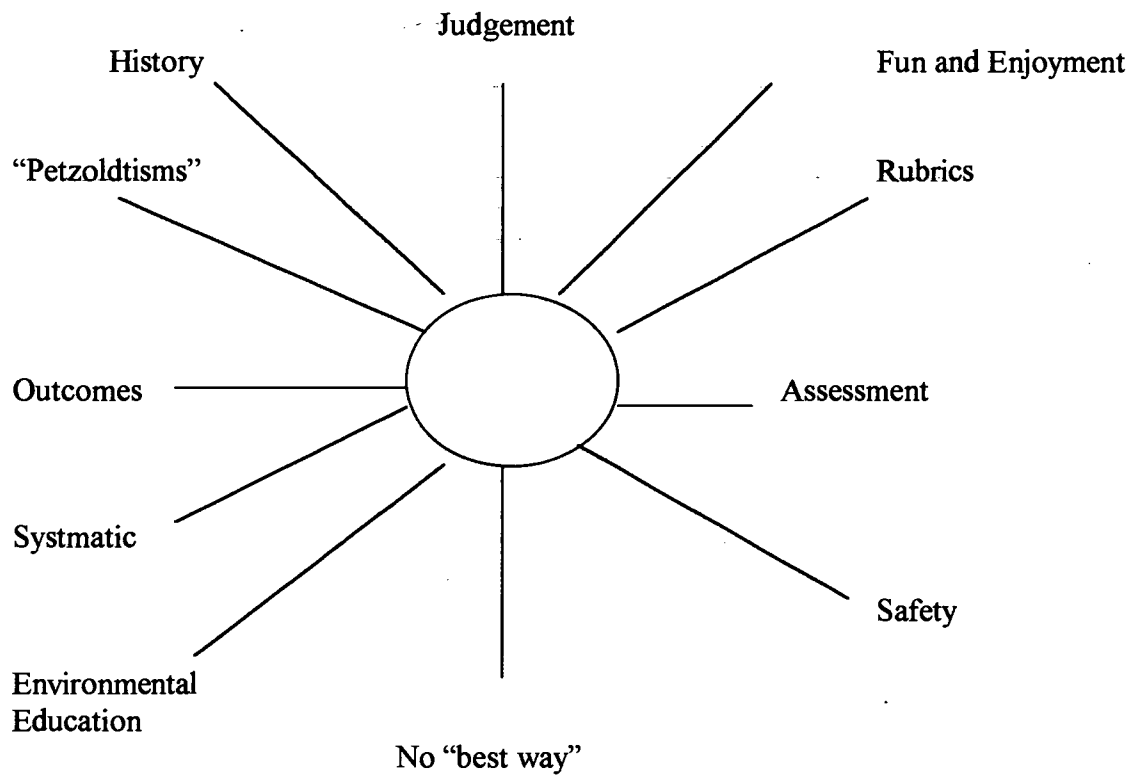 Judgement
History
Fun and Enjoyment
“Petzoldtisms”
Rubrics
Outcomes
Assessment
Systmatic
Safety
Environmental
Education
No “best way”